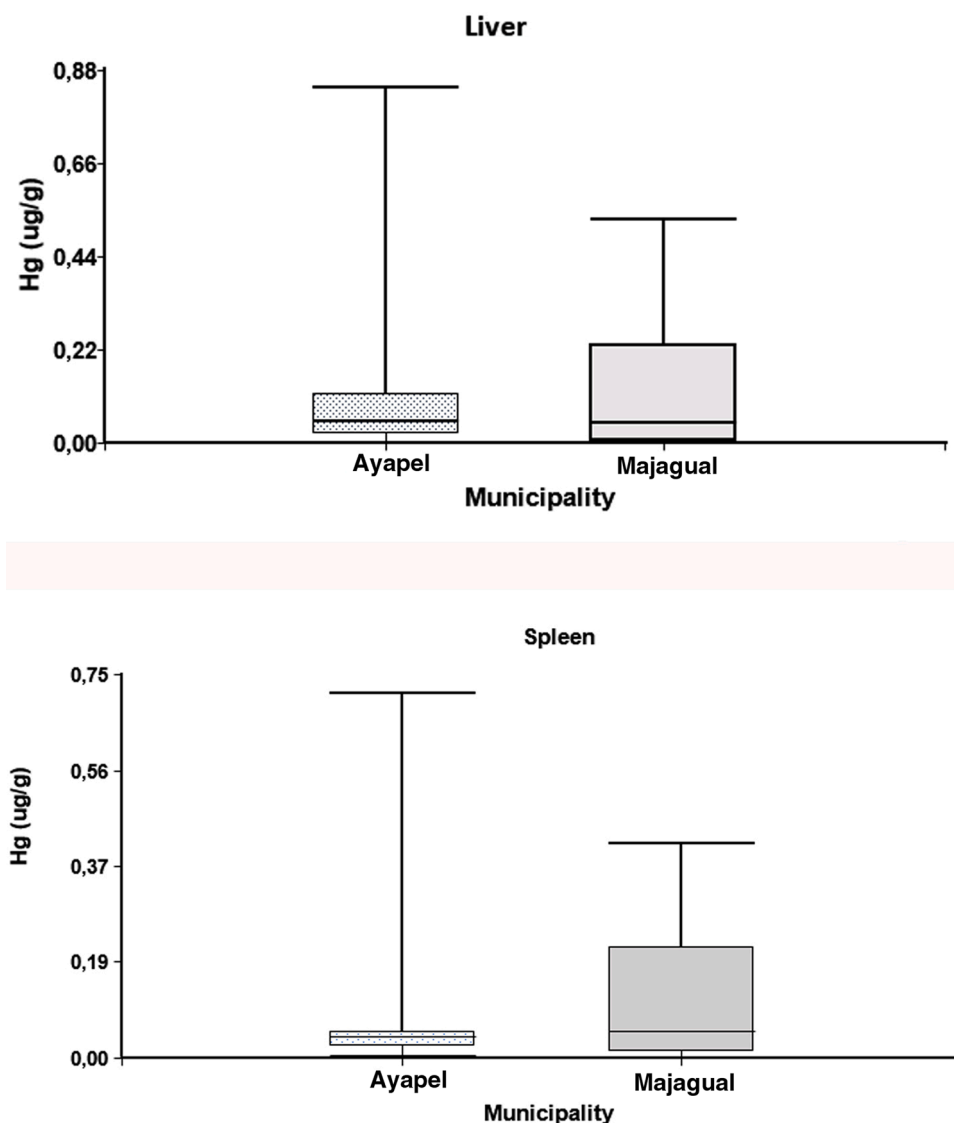 Liver
0,88
0,66
0,44
0,22
0,00
Hg (ug/g)
Ayapel
Majagual
Municipality
Spleen
0,75
0,56
0,37
0,19
0,00
Hg (ug/g)
Ayapel
Majagual
Municipality